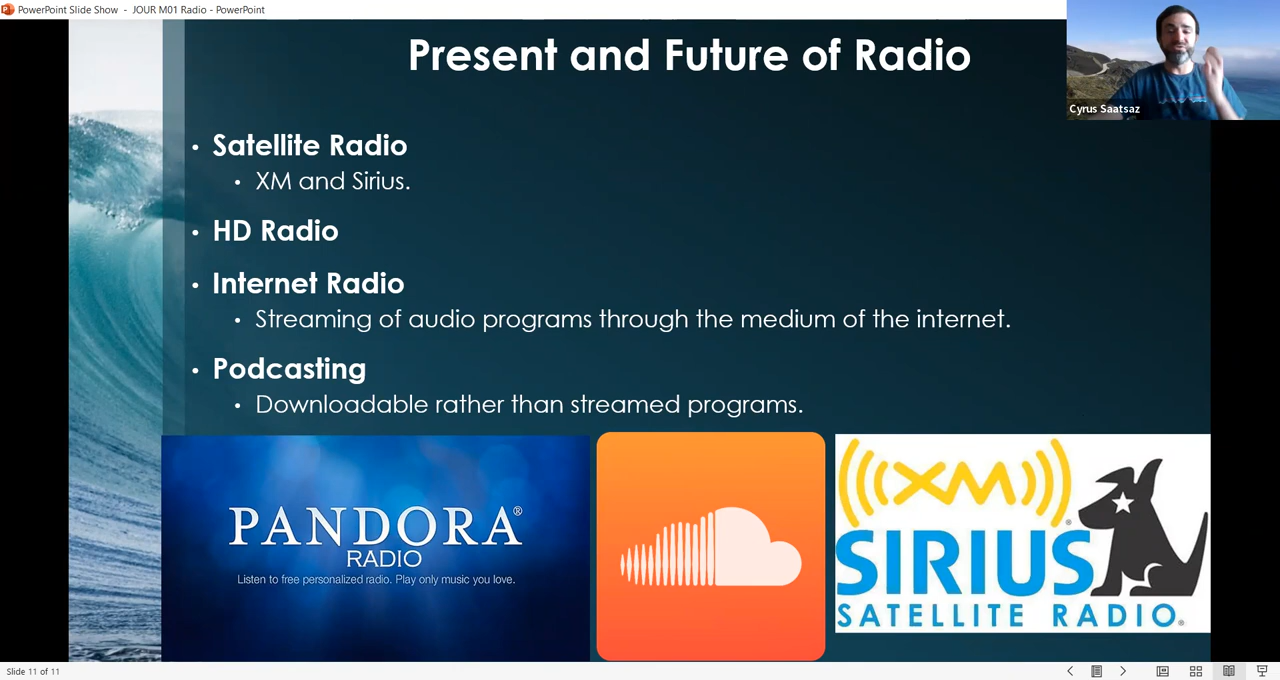 PowerPoint Slide Show - JOUR M01 Radio - PowerPoint
Present and Future of Radio
Cyrus Saatsaz
• Satellite Radio
• XM and Sirius.
• HD Radio
• Internet Radio
• Streaming of audio programs through the medium of the internet.
• Podcasting
• Downloadable rather than streamed programs.
PANDORA®
RADIO
Listen to free personalized radio. Play only music you love.
XM®
SIRIUS
SATELLITE RADIO®
Slide 11 of 11